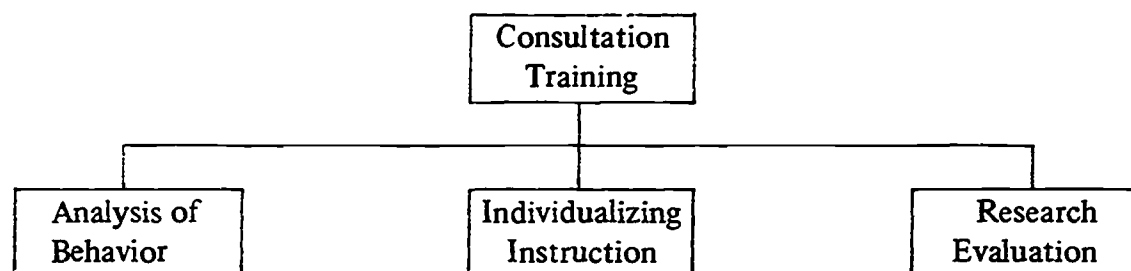 Consultation
Training
Analysis of
Behavior
Individualizing
Instruction
Research
Evaluation